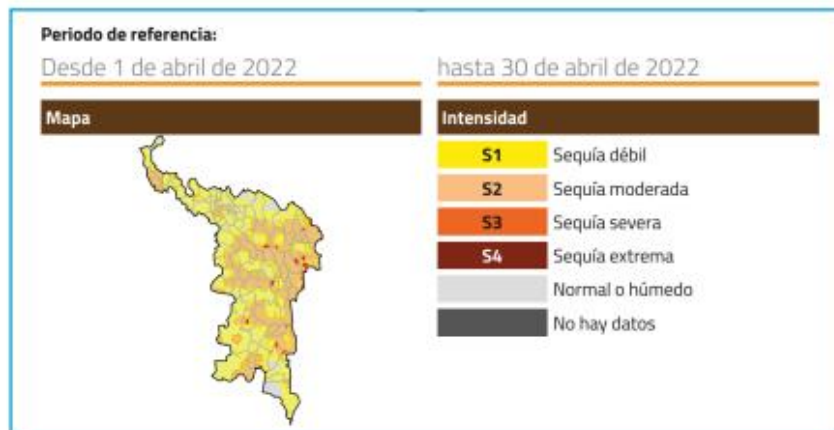 Periodo de referencia:
Desde 1 de abril de 2022
hasta 30 de abril de 2022
Mapa
Intensidad
S1 Sequía débil
S2 Sequía moderada
S3 Sequía severa
S4 Sequía extrema
Normal o húmedo
No hay datos